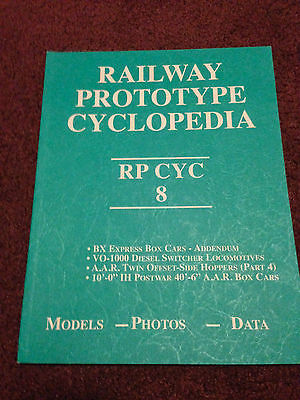 RAILWAY
PROTOTYPE
CYCLOPEDIA
RP CYC
8
• BX EXPRESS BOX CARS - ADDENDUM
• VO-1000 DIESEL SWITCHER LOCOMOTIVES
• A.A.R. TWIN OFFSET-SIDE HOPPERS (PART 4)
• 10'-0" IH POSTWAR 40'-6" A.A.R. BOX CARS
MODELS – PHOTOS – DATA